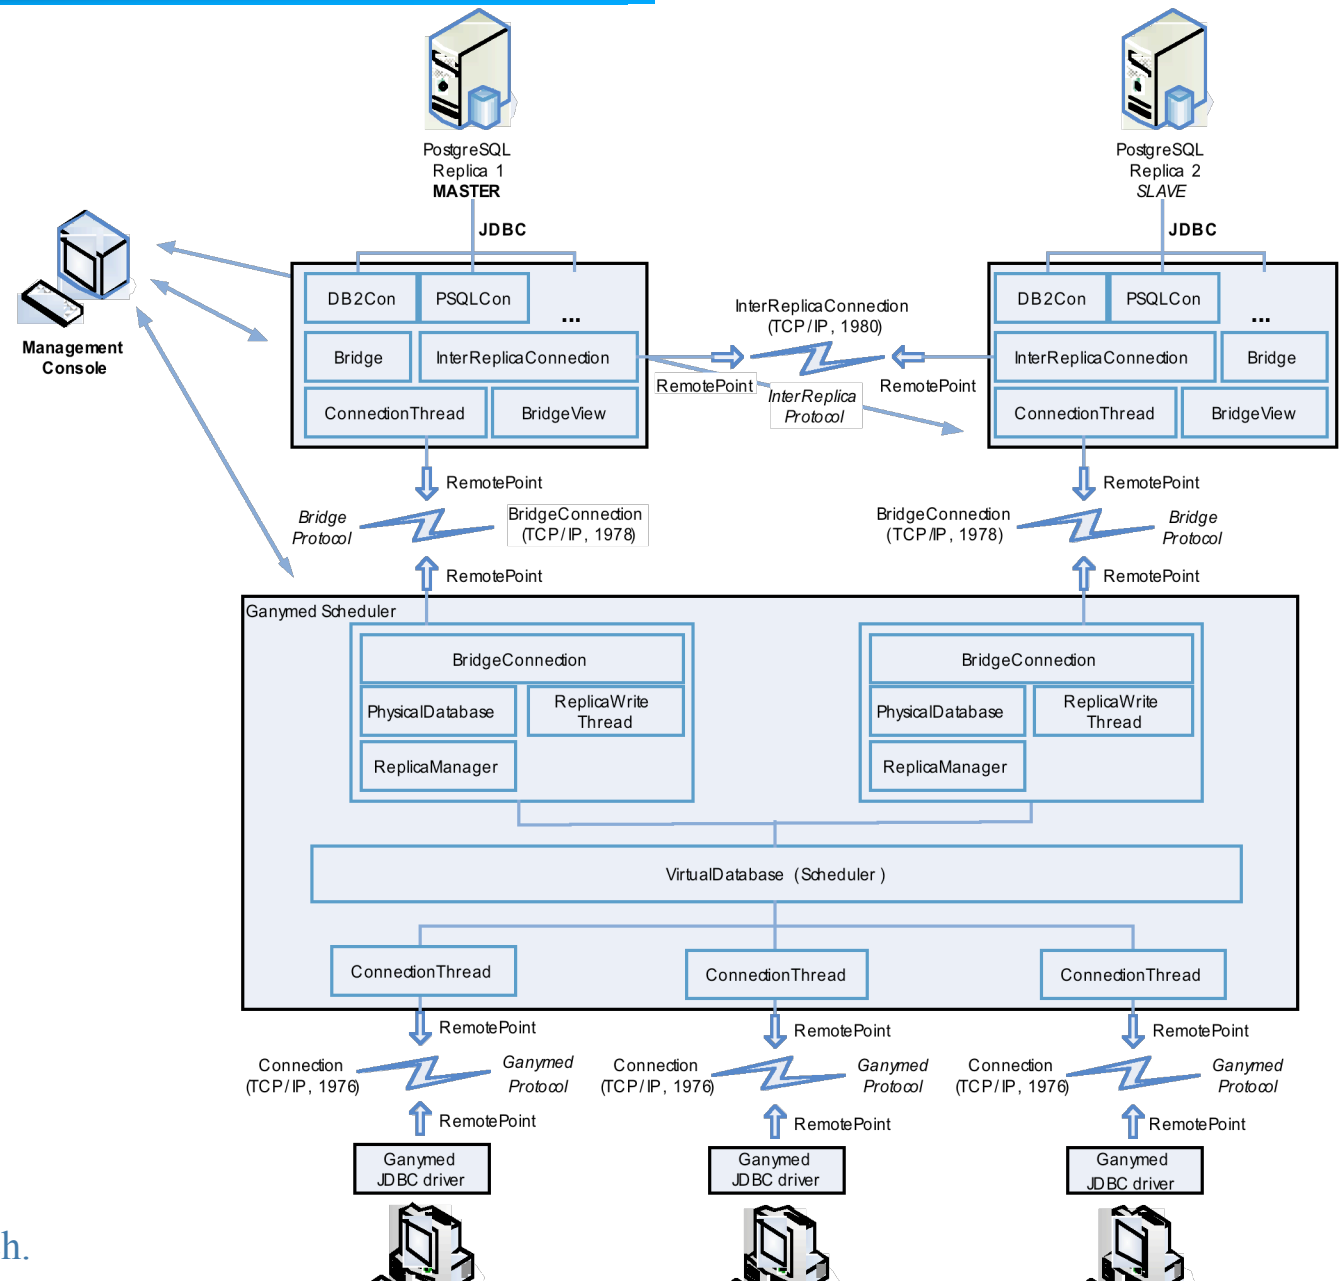 PostgreSQL
Replica 1
MASTER
PostgreSQL
Replica 2
SLAVE
JDBC
JDBC
Management
Console
DB2Con
PSQLCon
...
Bridge
InterReplicaConnection
ConnectionThread
BridgeView
InterReplicaConnection
(TCP/IP, 1980)
RemotePoint
RemotePoint
InterReplica
Protocol
DB2Con
PSQLCon
...
InterReplicaConnection
Bridge
ConnectionThread
BridgeView
RemotePoint
Bridge
Protocol
BridgeConnection
(TCP/IP, 1978)
RemotePoint
RemotePoint
BridgeConnection
(TCP/IP, 1978)
Bridge
Protocol
RemotePoint
Ganymed Scheduler
BridgeConnection
PhysicalDatabase
ReplicaWrite
Thread
ReplicaManager
BridgeConnection
PhysicalDatabase
ReplicaWrite
Thread
ReplicaManager
VirtualDatabase (Scheduler)
ConnectionThread
ConnectionThread
ConnectionThread
RemotePoint
Connection
(TCP/IP, 1976)
Ganymed
Protocol
RemotePoint
RemotePoint
Connection
(TCP/IP, 1976)
Ganymed
Protocol
RemotePoint
RemotePoint
Connection
(TCP/IP, 1976)
Ganymed
Protocol
RemotePoint
Ganymed
JDBC driver
Ganymed
JDBC driver
Ganymed
JDBC driver
h.